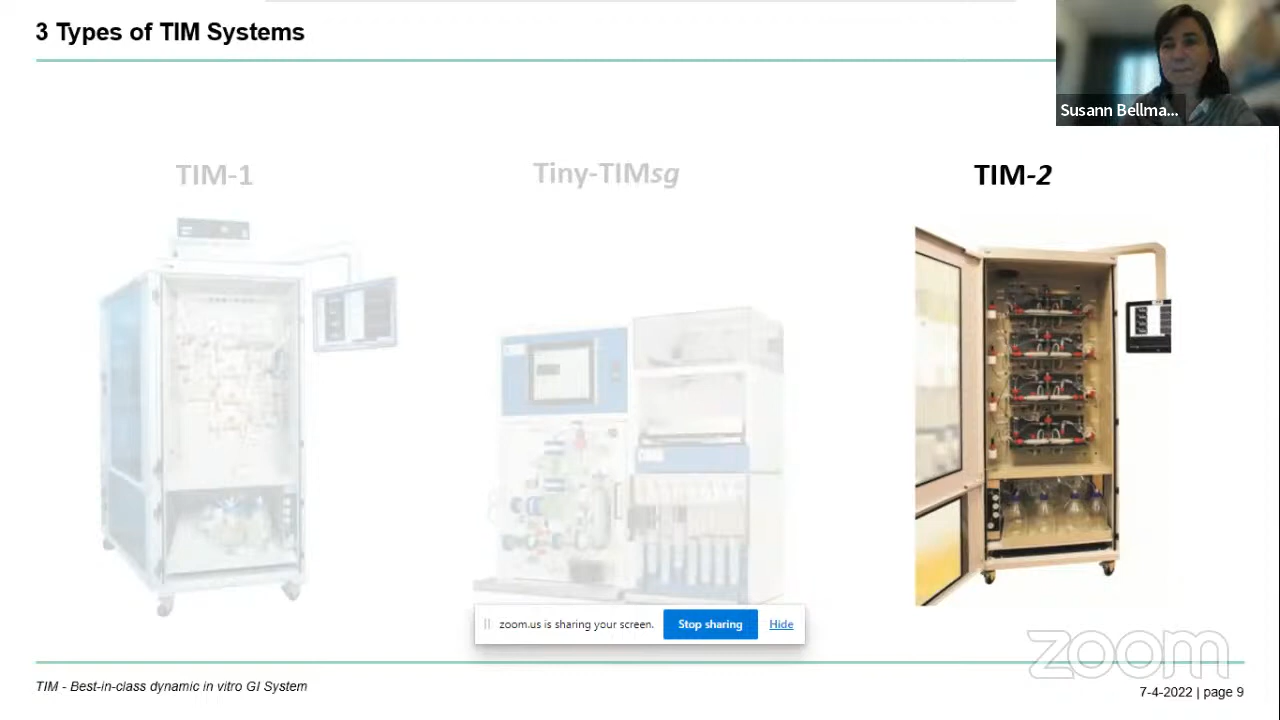 3 Types of TIM Systems
Susann Bellma...
TIM-1
Tiny-TIMsg
TIM-2
zoom.us is sharing your screen.
Stop sharing
Hide
zoom
TIM - Best-in-class dynamic in vitro GI System
7-4-2022 | page 9